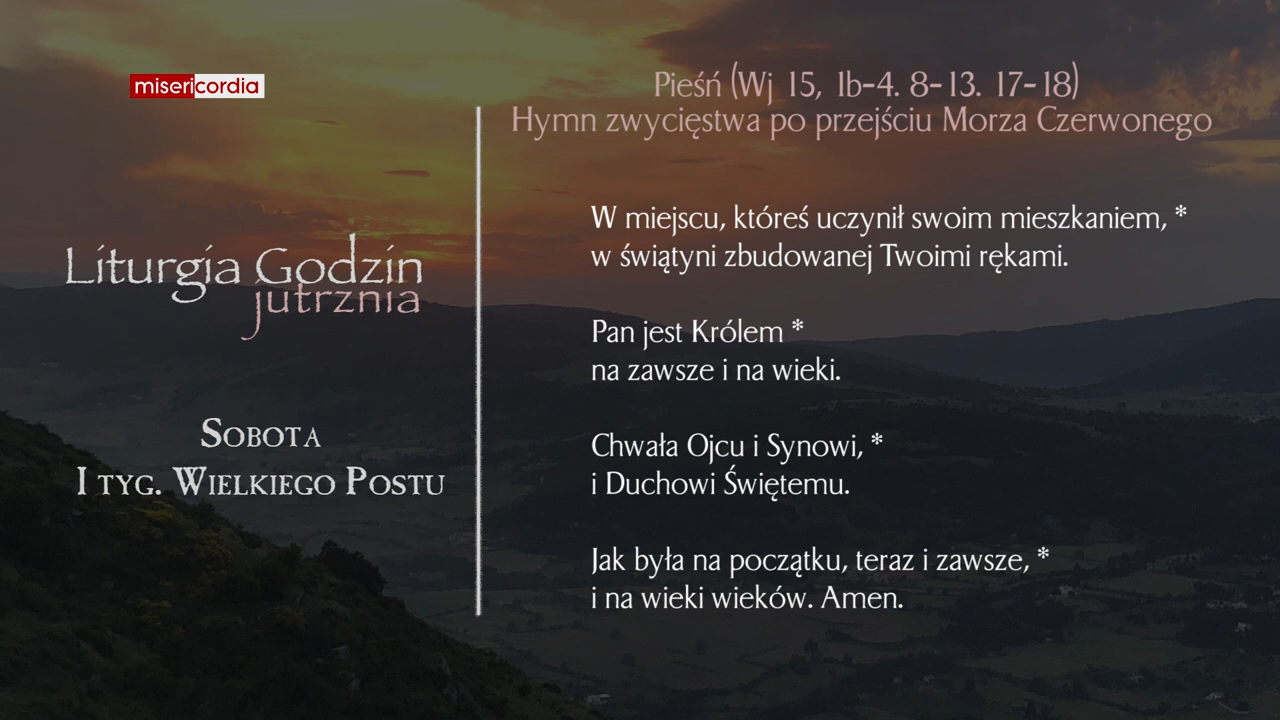 misericordia
Liturgia Godzin
jutrznia
Sobota
I tyg. Wielkiego Postu
Pieśń (Wj 15, 1b-4. 8-13. 17-18)
Hymn zwycięstwa po przejściu Morza Czerwonego
W miejscu, któreś uczynił swoim mieszkaniem, *
w świątyni zbudowanej Twoimi rękami.
Pan jest Królem *
na zawsze i na wieki.
Chwała Ojcu i Synowi, *
i Duchowi Świętemu.
Jak była na początku, teraz i zawsze, *
i na wieki wieków. Amen.